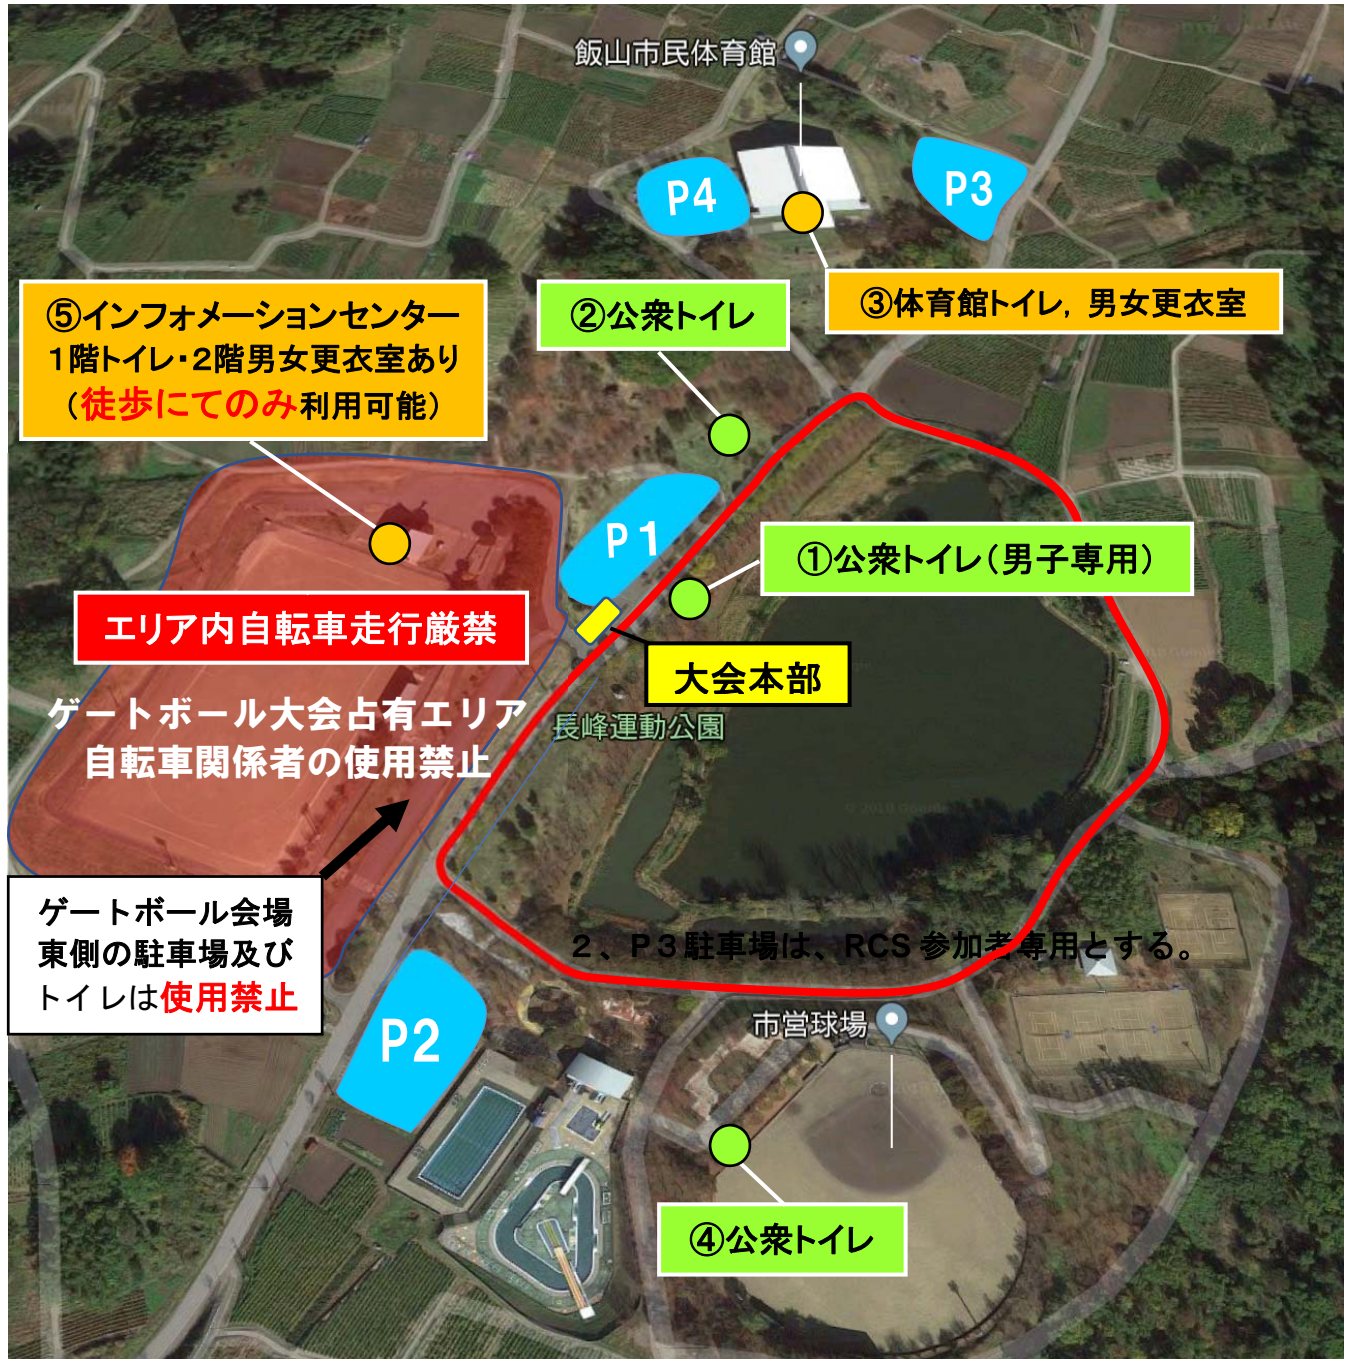 飯山市民体育館
P4
P3
③体育館トイレ，男女更衣室
②公衆トイレ
⑤インフォメーションセンター
１階トイレ・２階男女更衣室あり
（徒歩にてのみ利用可能）
P１
①公衆トイレ（男子専用）
エリア内自転車走行厳禁
大会本部
ゲートボール大会占有エリア
自転車関係者の使用禁止
長峰運動公園
ゲートボール会場
東側の駐車場及び
トイレは使用禁止
２、Ｐ３駐車場は、RCS 参加者専用とする。
市営球場
P2
④公衆トイレ